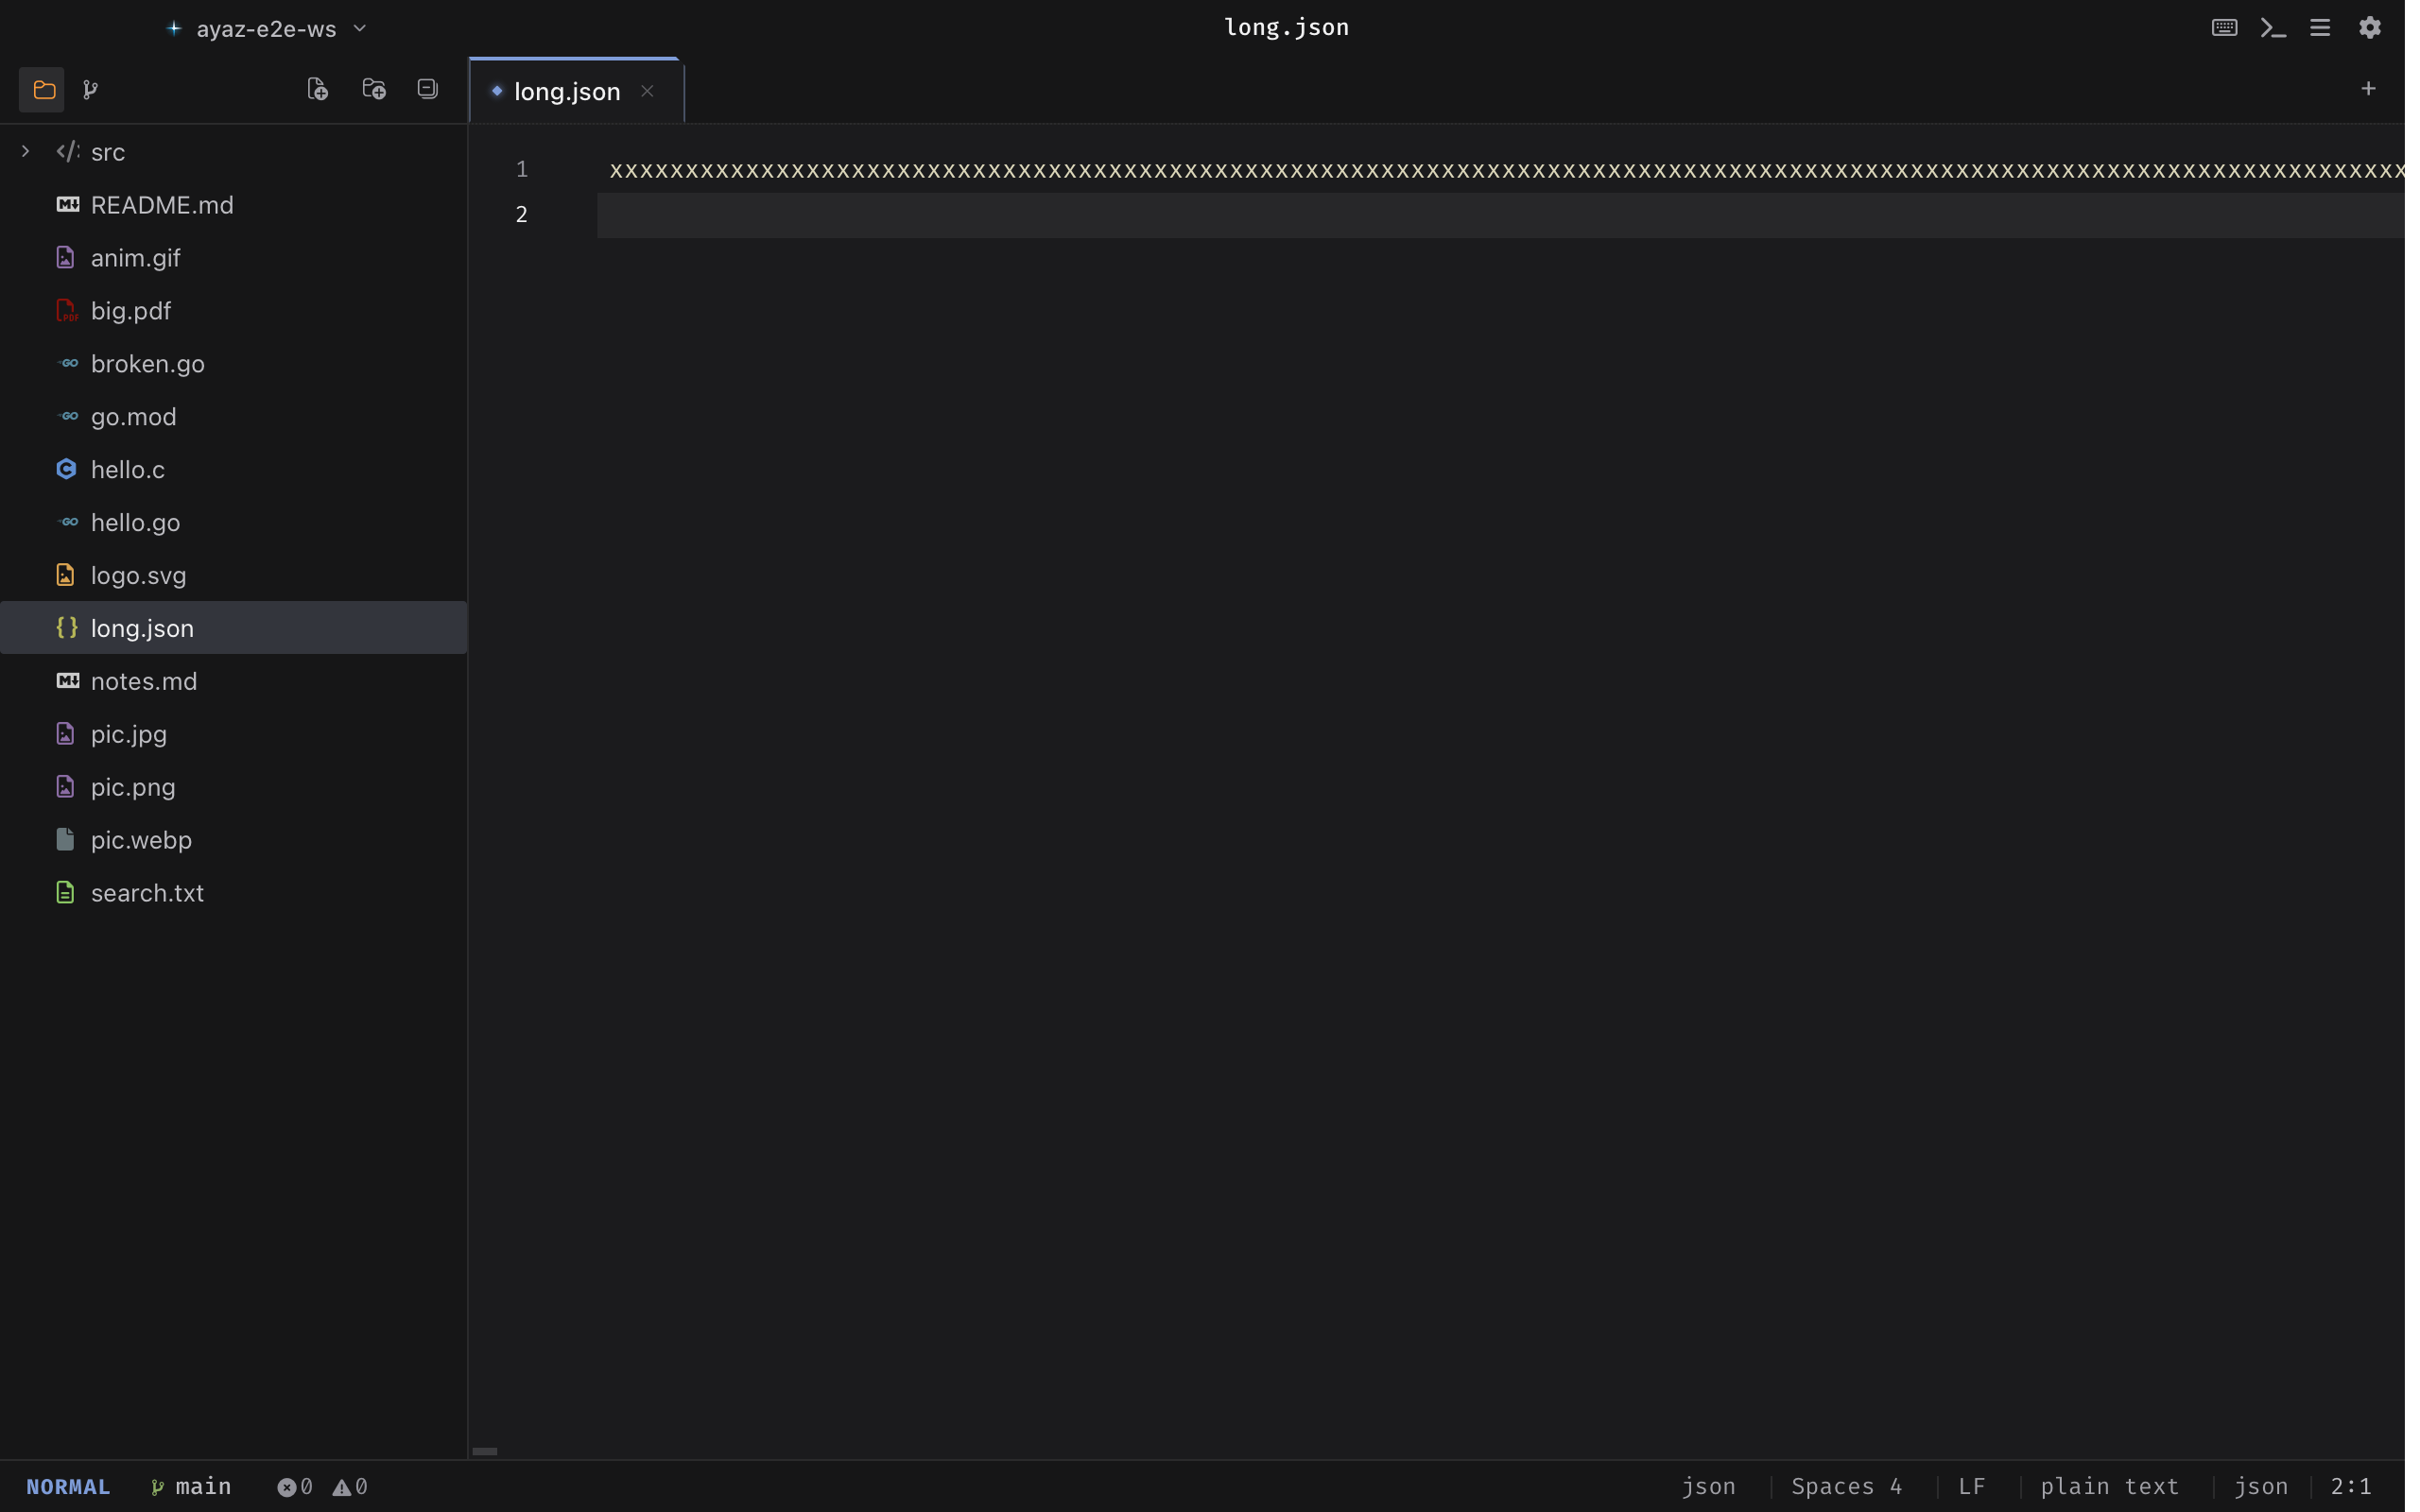 ayaz-e2e-ws
long.json
long.json
src
README.md
anim.gif
big.pdf
broken.go
go.mod
hello.c
hello.go
logo.svg
long.json
notes.md
pic.jpg
pic.png
pic.webp
search.txt
1 xxxxxxxxxxxxxxxxxxxxxxxxxxxxxxxxxxxxxxxxxxxxxxxxxxxxxxxxxxxxxxxxxxxxxxxxxxxxxxxxxxxxxxxxxxxxxxxxxxxxxxxxxxxxxxxxxxxxxxx
2
NORMAL main 0 0 json Spaces 4 LF plain text json 2:1